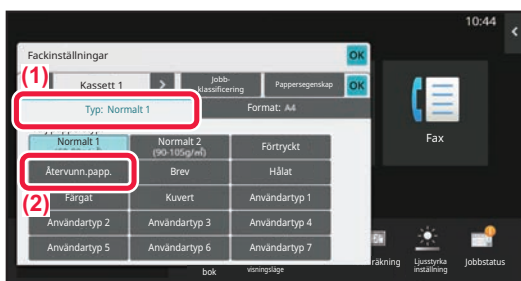 10:44
Fackinställningar
OK
(1)
Kassett 1
>
Jobb-
klassificering
Pappersegenskap
OK
Typ: Normalt 1
Format: A4
Fax
Normalt 1
Normalt 2
(90-105g/㎡)
Förtryckt
Återvunn.papp.
Brev
Hålat
(2)
Färgat
Kuvert
Användartyp 1
Användartyp 2
Användartyp 3
Användartyp 4
Användartyp 5
Användartyp 6
Användartyp 7
bok
visningsläge
räkning
Ljusstyrka
inställning
Jobbstatus